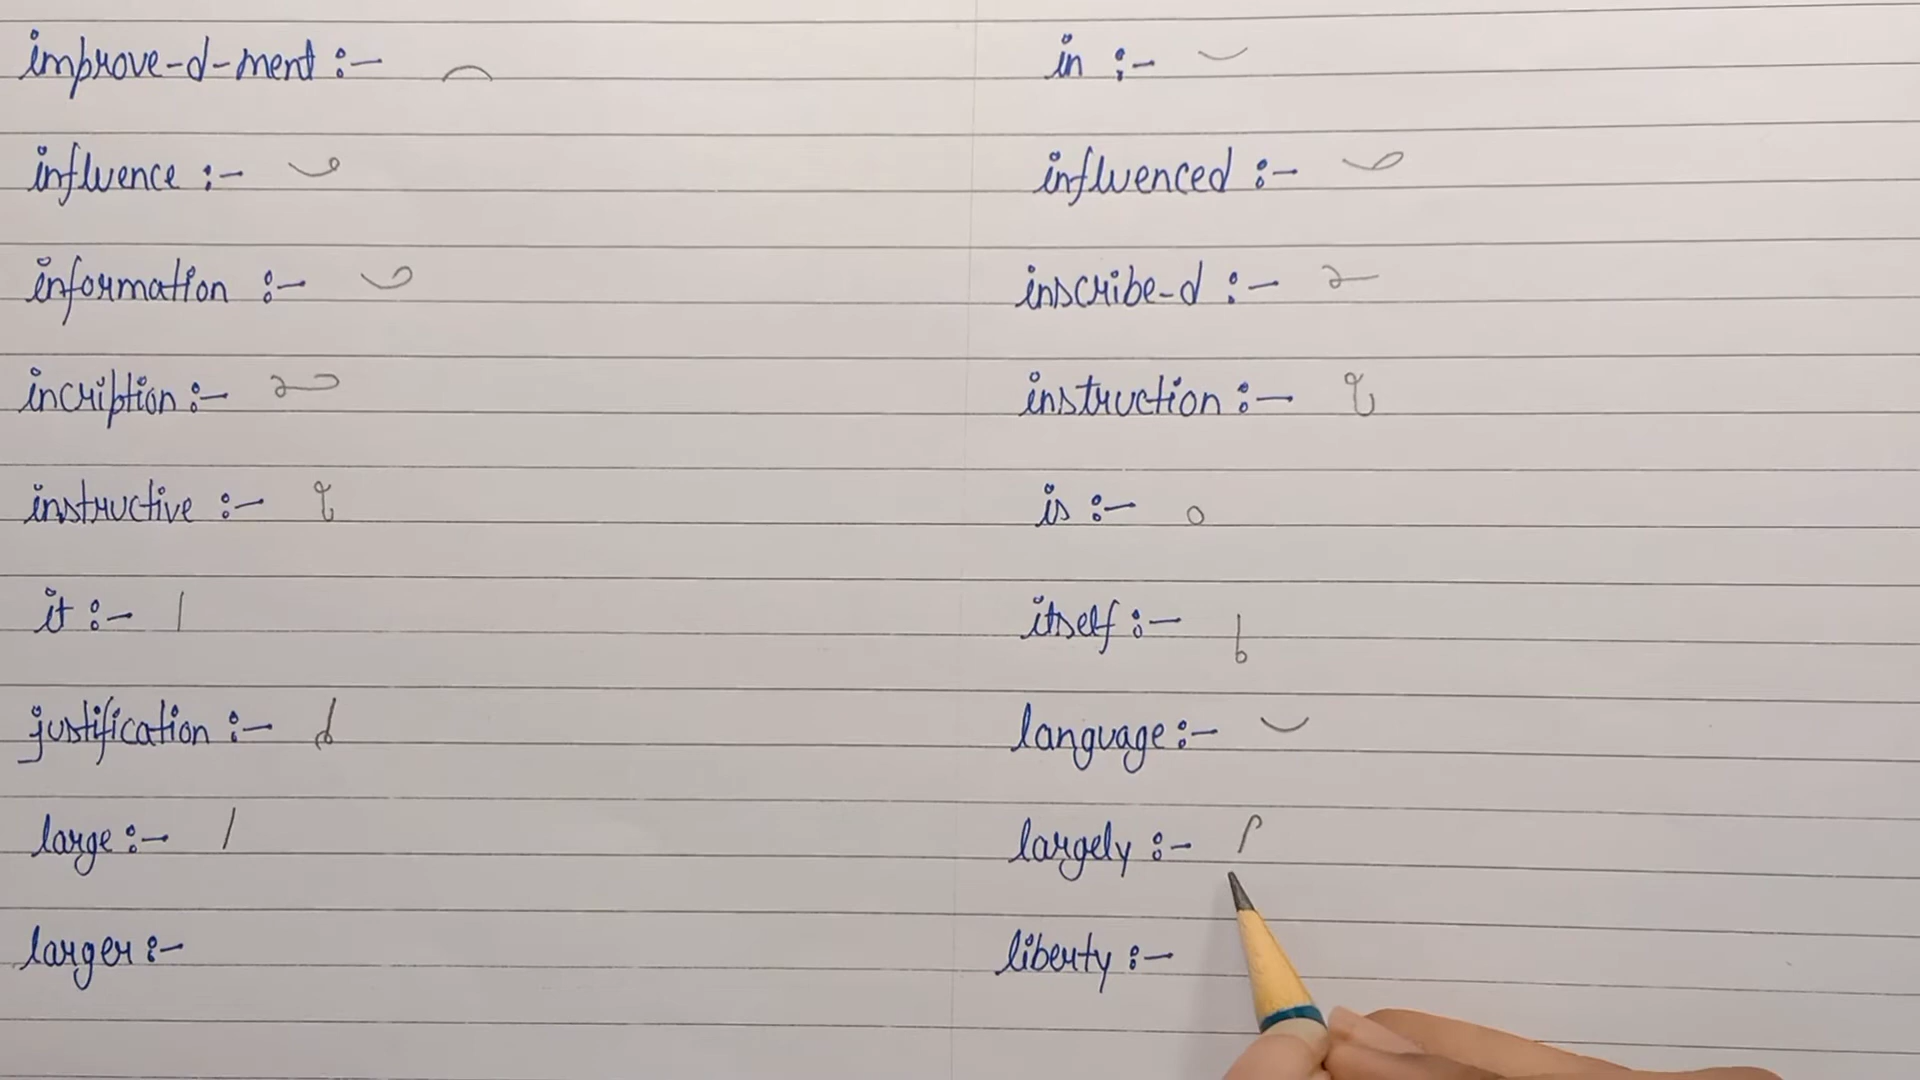 improve-d-ment :- in :-
influence :- influenced :-
information :- inscribe-d :-
incription :- instruction :-
instructive :- is :-
it :- itself :-
justification :- language :-
large :- largely :-
larger :- liberty :-